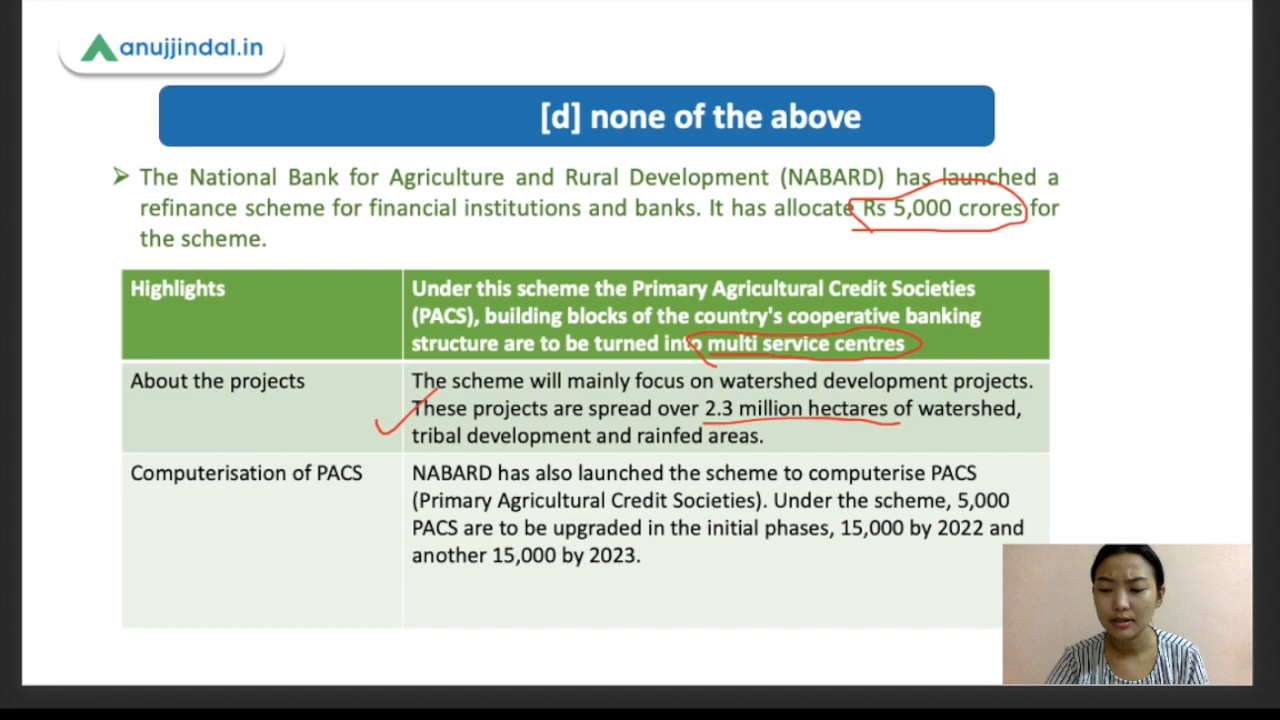 anujjindal.in
[d] none of the above
➢ The National Bank for Agriculture and Rural Development (NABARD) has launched a
refinance scheme for financial institutions and banks. It has allocate Rs 5,000 crores for
the scheme.
Highlights
Under this scheme the Primary Agricultural Credit Societies
(PACS), building blocks of the country's cooperative banking
structure are to be turned into multi service centres
About the projects
The scheme will mainly focus on watershed development projects.
These projects are spread over 2.3 million hectares of watershed,
tribal development and rainfed areas.
Computerisation of PACS
NABARD has also launched the scheme to computerise PACS
(Primary Agricultural Credit Societies). Under the scheme, 5,000
PACS are to be upgraded in the initial phases, 15,000 by 2022 and
another 15,000 by 2023.